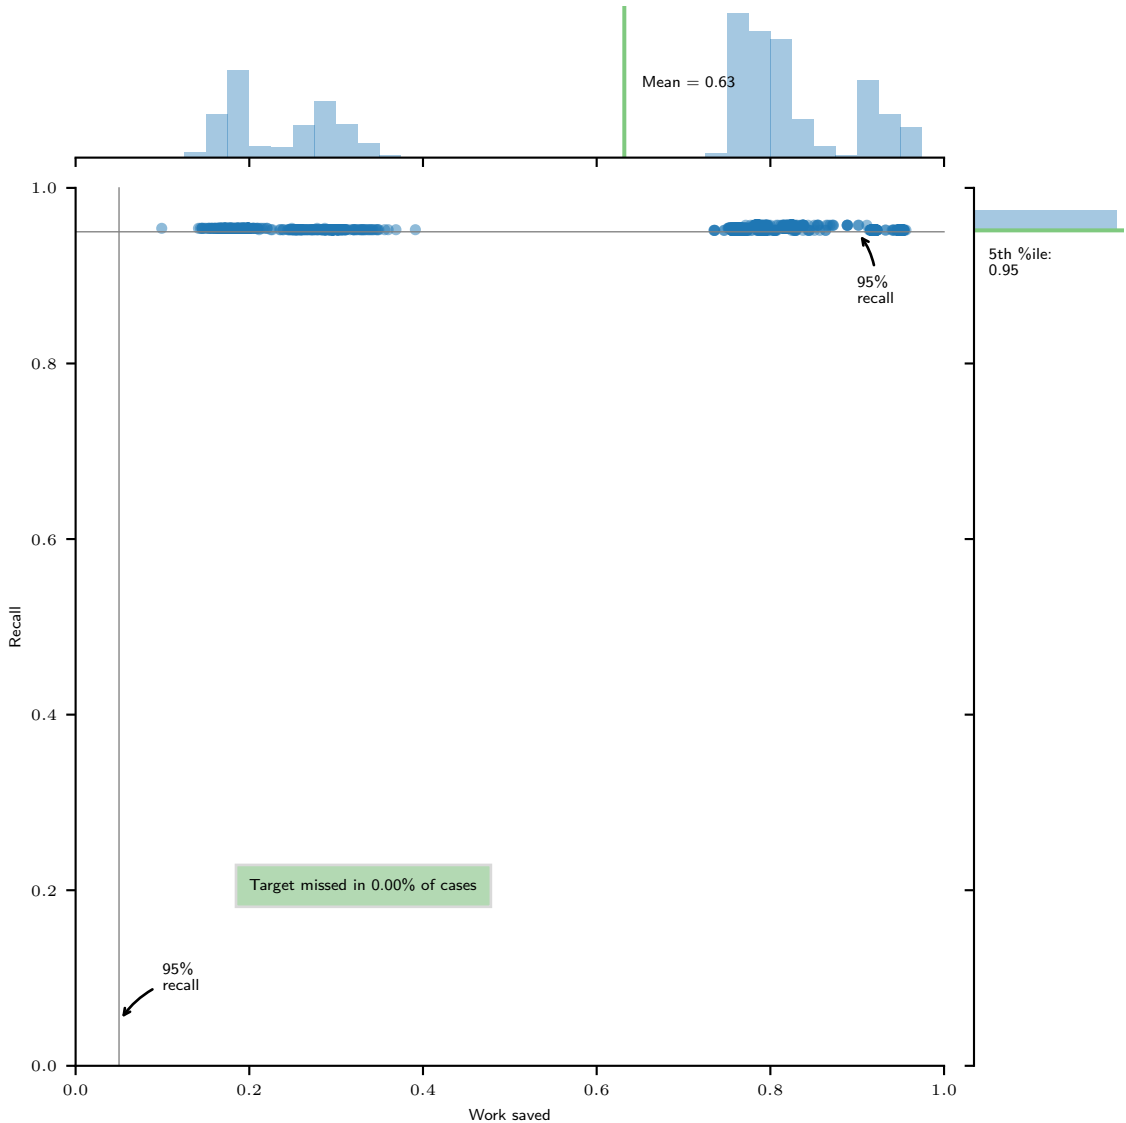 Mean = 0.63
1.0
5th %ile:
0.95
95%
recall
0.8
0.6
Recall
0.4
Target missed in 0.00% of cases
0.2
95%
recall
0.0
0.0 0.2 0.4 0.6 0.8 1.0
Work saved